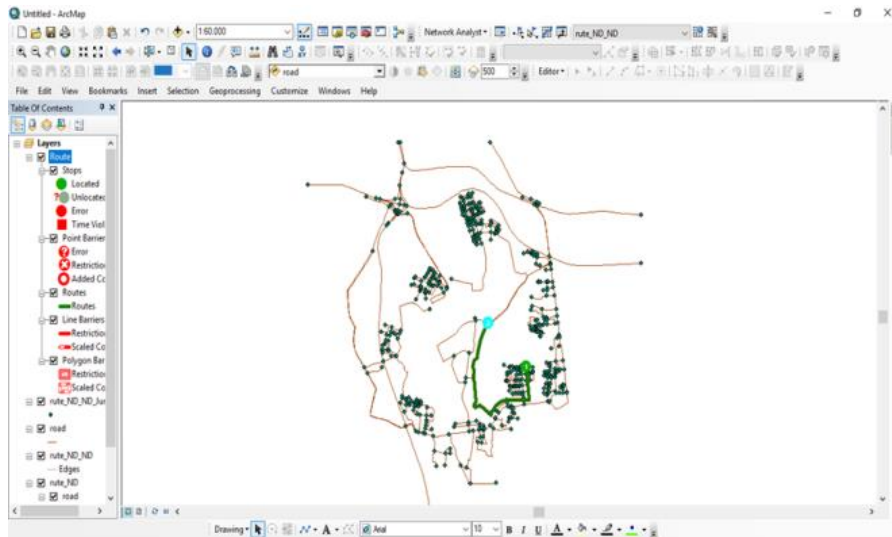 Untitled - ArcMap
1:60.000
Network Analyst
rute_ND_ND
road
500
Editor
File Edit View Bookmarks Insert Selection Geoprocessing Customize Windows Help
Table Of Contents
Layers
Route
Stops
Located
Unlocated
Error
Time Viol
Point Barrier
Error
Restriction
Added Co
Routes
Routes
Line Barriers
Restriction
Scaled Co
Polygon Bar
Restriction
Scaled Co
rute_ND_ND_Jun
road
rute_ND_ND
Edges
rute_ND
road
Drawing
A
Arial
10
B I U A